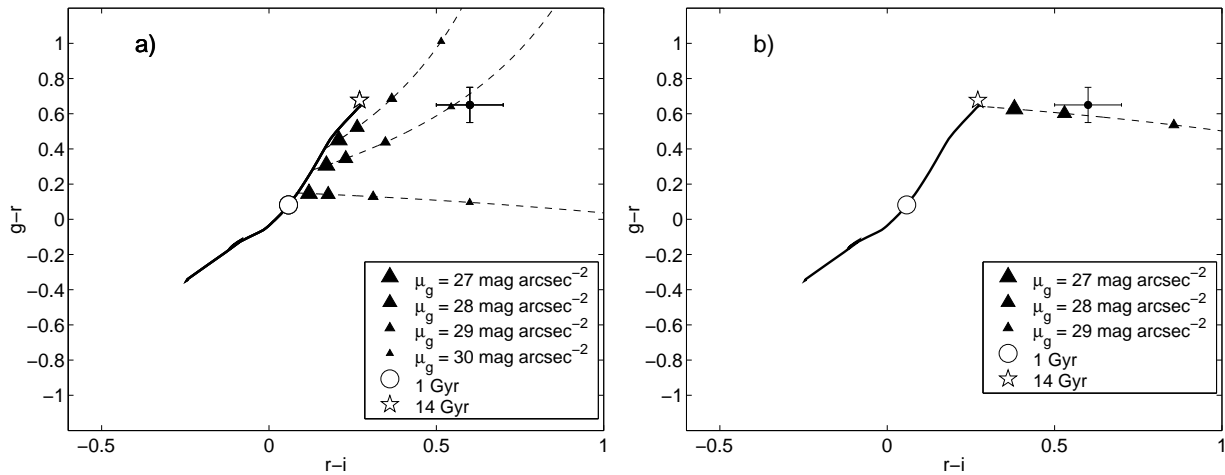 a)
1
0.8
0.6
0.4
0.2
0
−0.2
−0.4
−0.6
−0.8
−1
g−r
−0.5
0
0.5
1
r−i
μg = 27 mag arcsec−2
μg = 28 mag arcsec−2
μg = 29 mag arcsec−2
μg = 30 mag arcsec−2
1 Gyr
14 Gyr
b)
1
0.8
0.6
0.4
0.2
0
−0.2
−0.4
−0.6
−0.8
−1
g−r
−0.5
0
0.5
1
r−i
μg = 27 mag arcsec−2
μg = 28 mag arcsec−2
μg = 29 mag arcsec−2
1 Gyr
14 Gyr